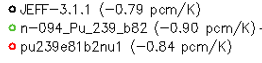 JEFF-3.1.1 (-0.79 pcm/K)
n-094_Pu_239_b82 (-0.90 pcm/K)
pu239e81b2nu1 (-0.84 pcm/K)